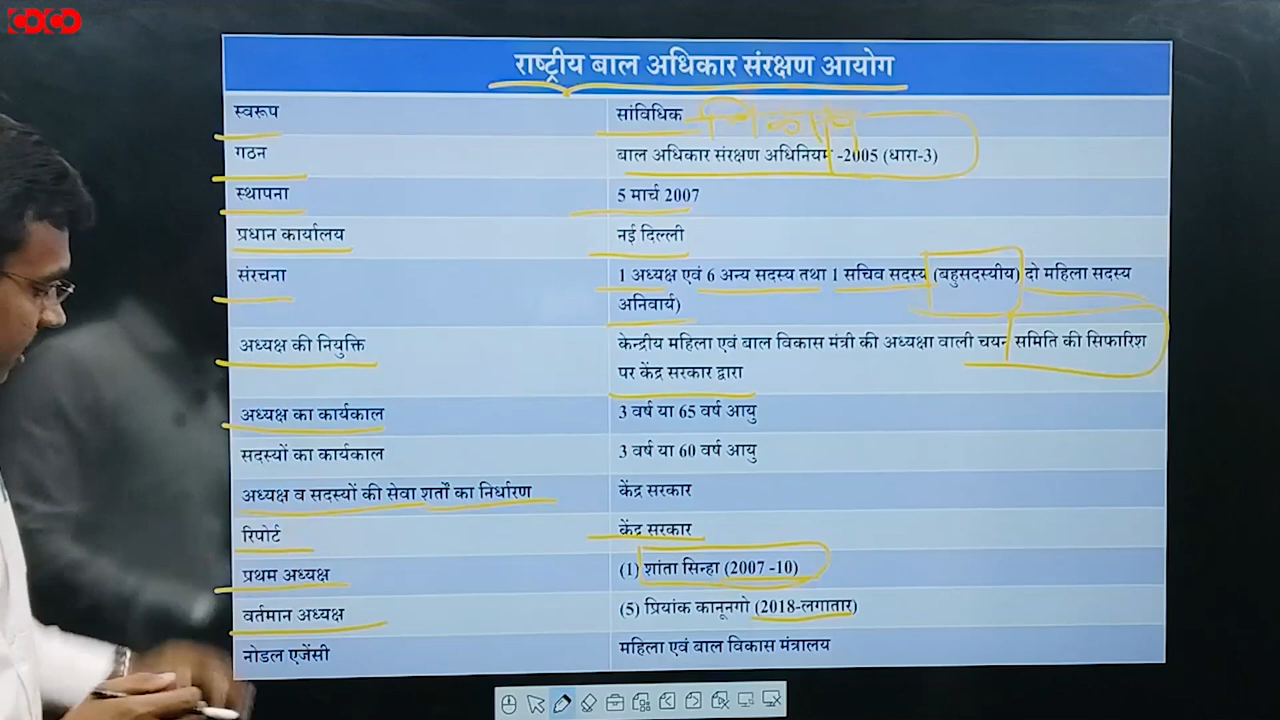 COCO
राष्ट्रीय बाल अधिकार संरक्षण आयोग
स्वरूप सांविधिक निकाय
गठन बाल अधिकार संरक्षण अधिनियम -2005 (धारा-3)
स्थापना 5 मार्च 2007
प्रधान कार्यालय नई दिल्ली
संरचना 1 अध्यक्ष एवं 6 अन्य सदस्य तथा 1 सचिव सदस्य (बहुसदस्यीय) दो महिला सदस्य
अनिवार्य)
अध्यक्ष की नियुक्ति केन्द्रीय महिला एवं बाल विकास मंत्री की अध्यक्षा वाली चयन समिति की सिफारिश
पर केंद्र सरकार द्वारा
अध्यक्ष का कार्यकाल 3 वर्ष या 65 वर्ष आयु
सदस्यों का कार्यकाल 3 वर्ष या 60 वर्ष आयु
अध्यक्ष व सदस्यों की सेवा शर्तों का निर्धारण केंद्र सरकार
रिपोर्ट केंद्र सरकार
प्रथम अध्यक्ष (1) शांता सिन्हा (2007 -10)
वर्तमान अध्यक्ष (5) प्रियांक कानूनगो (2018-लगातार)
नोडल एजेंसी महिला एवं बाल विकास मंत्रालय